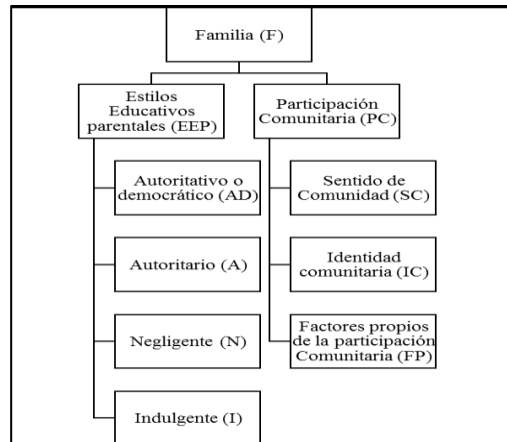 Familia (F)
Estilos
Educativos
parentales (EEP)
Participación
Comunitaria (PC)
Autoritativo o
democrático (AD)
Sentido de
Comunidad (SC)
Autoritario (A)
Identidad
comunitaria (IC)
Negligente (N)
Factores propios
de la participación
Comunitaria (FP)
Indulgente (I)